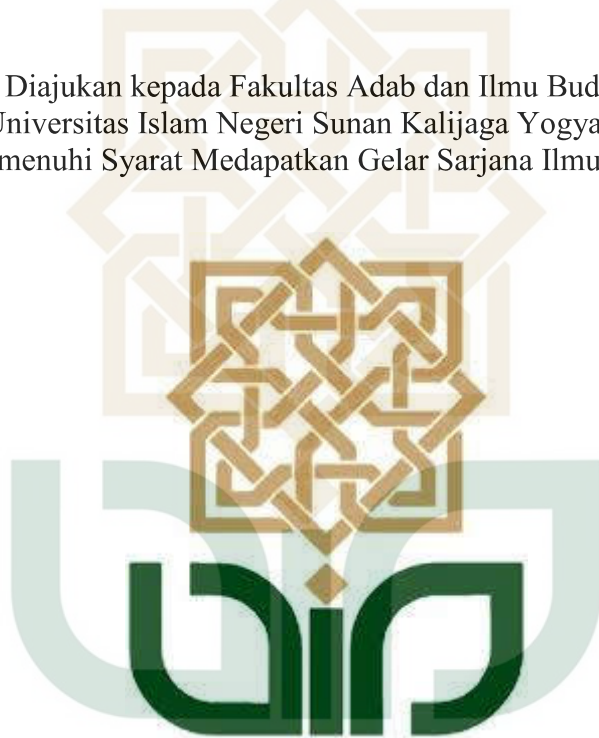 Diajukan kepada Fakultas Adab dan Ilmu Bud
Universitas Islam Negeri Sunan Kalijaga Yogya
menuhi Syarat Medapatkan Gelar Sarjana Ilmu
uin